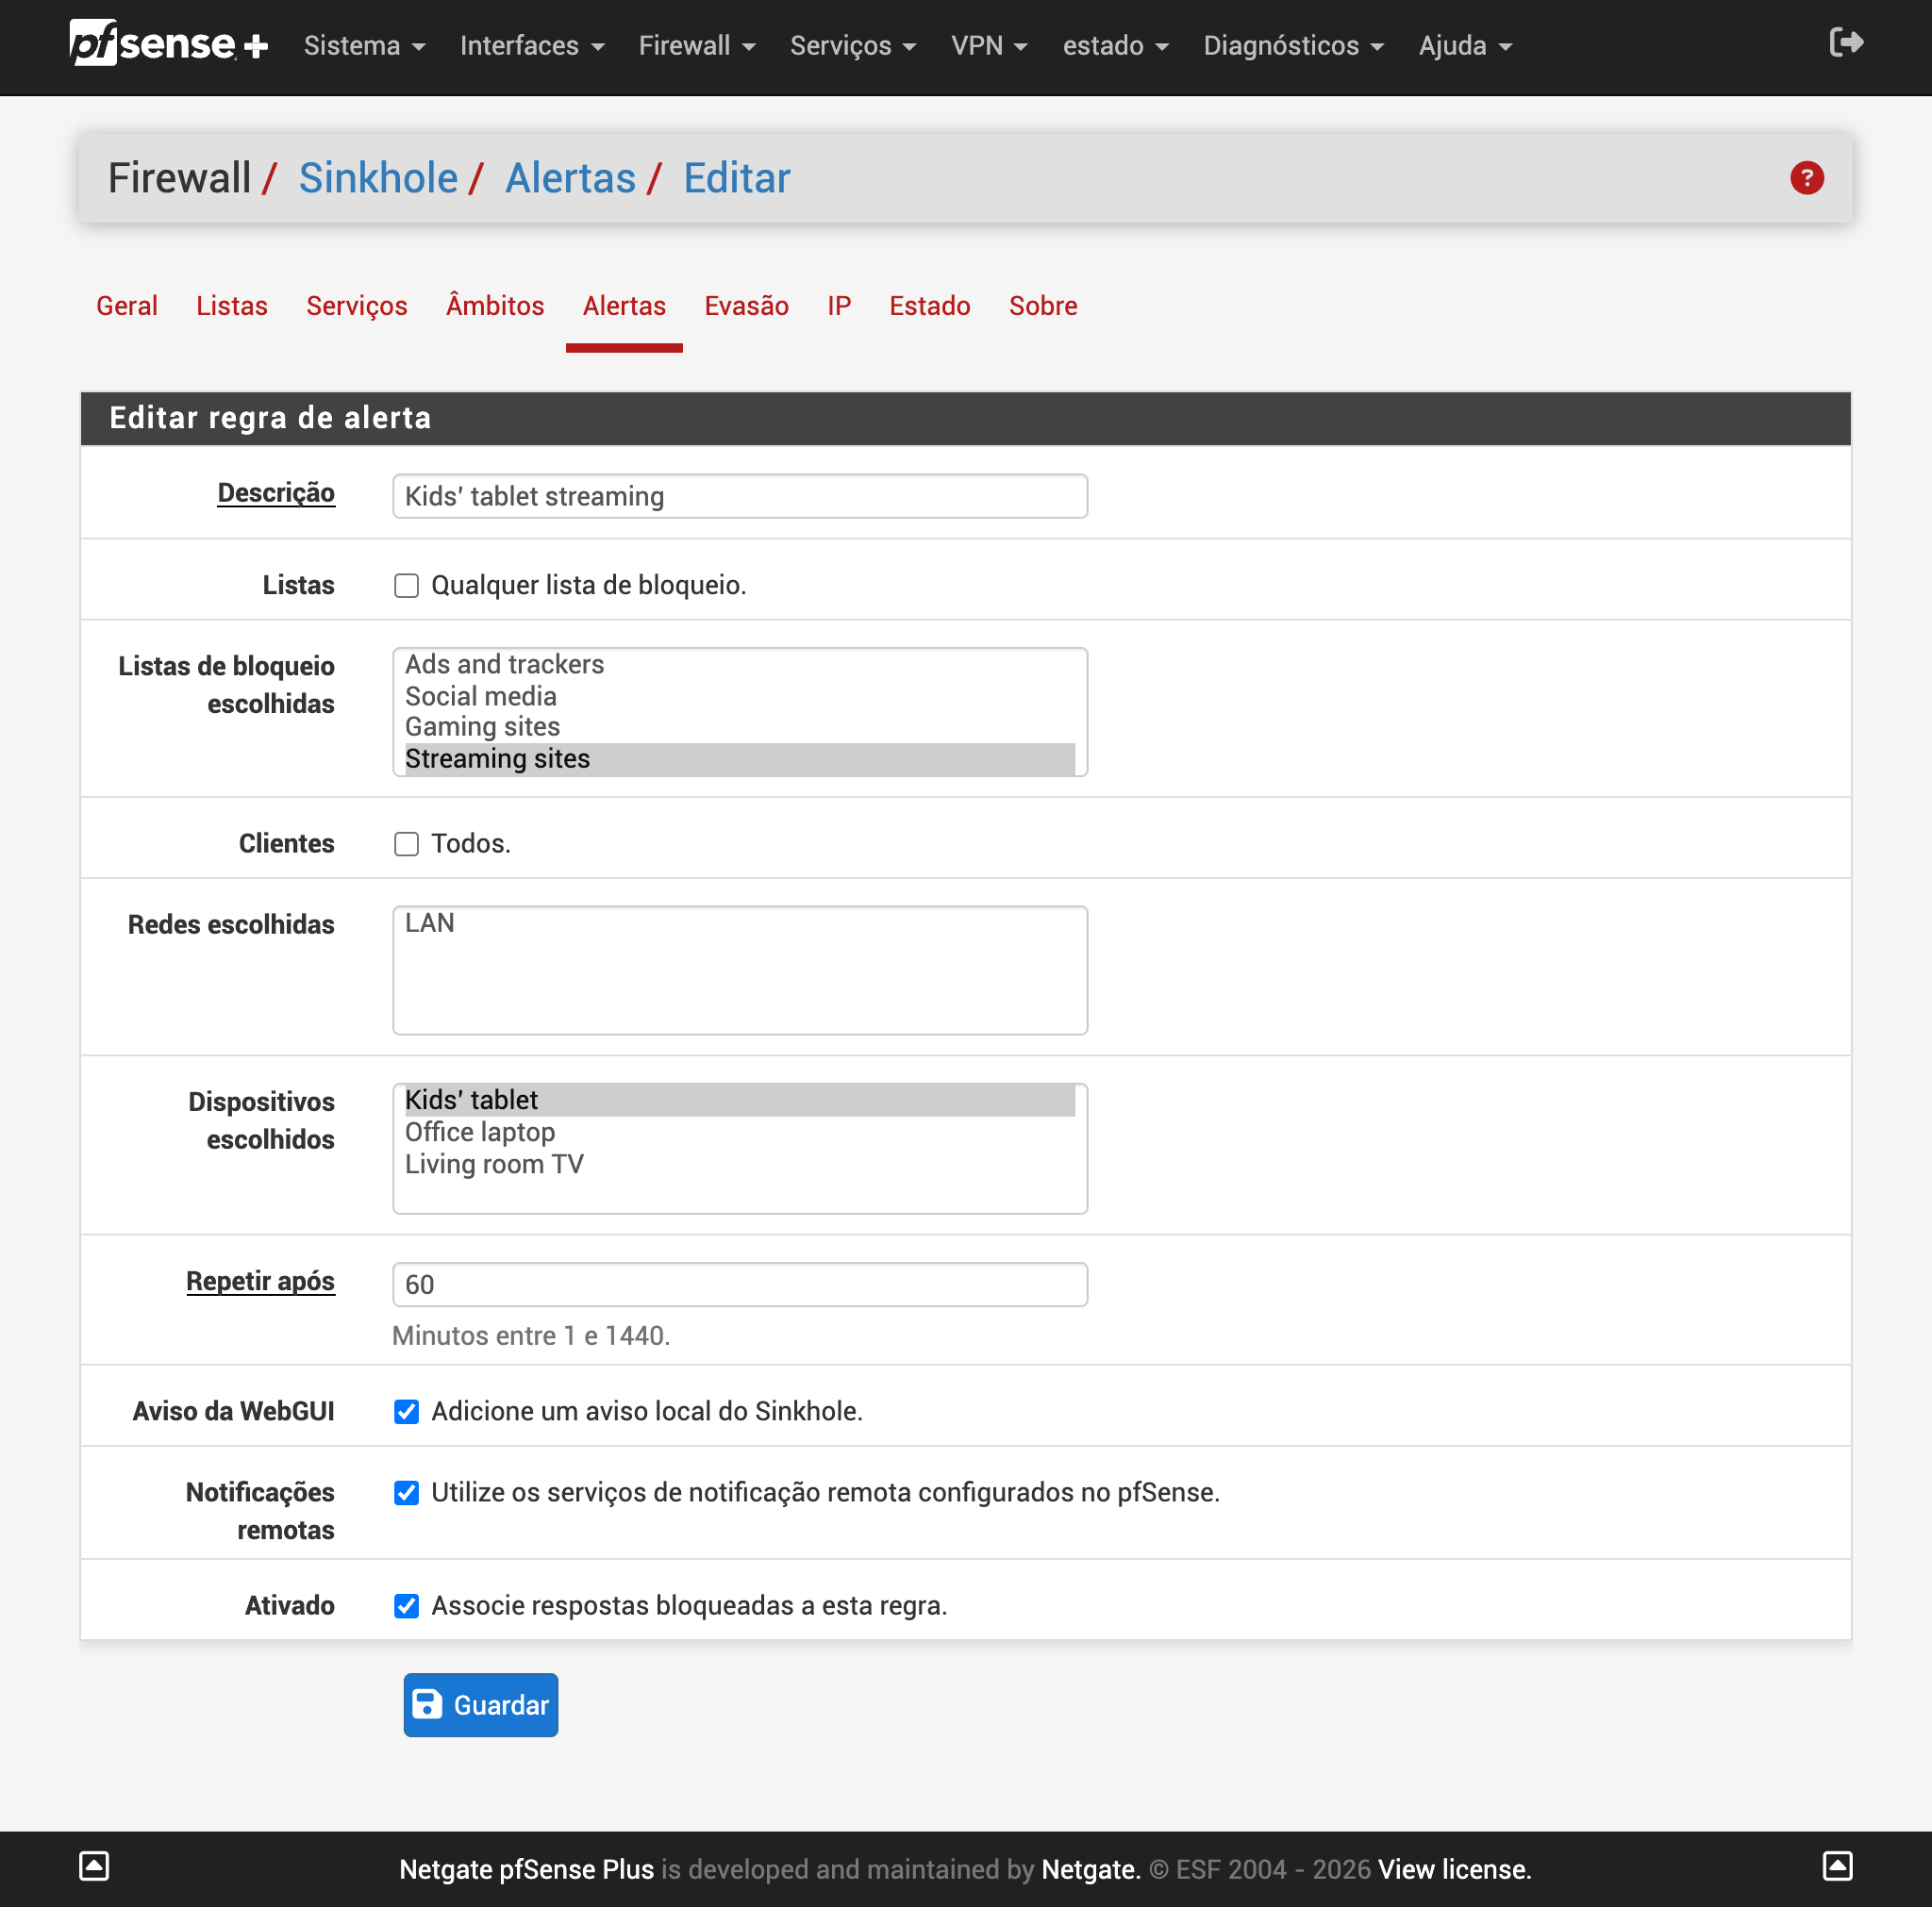 pfsense+ Sistema Interfaces Firewall Serviços VPN estado Diagnósticos Ajuda
Firewall / Sinkhole / Alertas / Editar ?
Geral Listas Serviços Âmbitos Alertas Evasão IP Estado Sobre
Editar regra de alerta
Descrição Kids' tablet streaming
Listas Qualquer lista de bloqueio.
Listas de bloqueio
escolhidas
Ads and trackers
Social media
Gaming sites
Streaming sites
Clientes Todos.
Redes escolhidas LAN
Dispositivos
escolhidos
Kids' tablet
Office laptop
Living room TV
Repetir após 60
Minutos entre 1 e 1440.
Aviso da WebGUI Adicione um aviso local do Sinkhole.
Notificações
remotas
Utilize os serviços de notificação remota configurados no pfSense.
Ativado Associe respostas bloqueadas a esta regra.
Guardar
Netgate pfSense Plus is developed and maintained by Netgate. © ESF 2004 - 2026 View license.